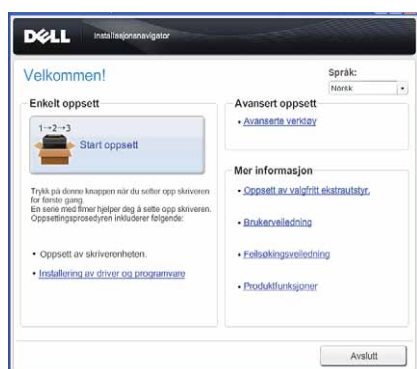 DELL Installasjonsnavigator
Velkommen!
Språk:
Norsk
Enkelt oppsett
1→2→3
Start oppsett
Trykk på denne knappen når du setter opp skriveren
for første gang.
En serie med filmer hjelper deg å sette opp skriveren.
Oppsettingsprosedyren inkluderer følgende:
• Oppsett av skriverenheten.
• Installering av driver og programvare
Avansert oppsett
• Avanserte verktøy
Mer informasjon
• Oppsett av valgfritt ekstrautstyr.
• Brukerveiledning
• Feilsøkingsveiledning
• Produktfunksjoner
Avslutt